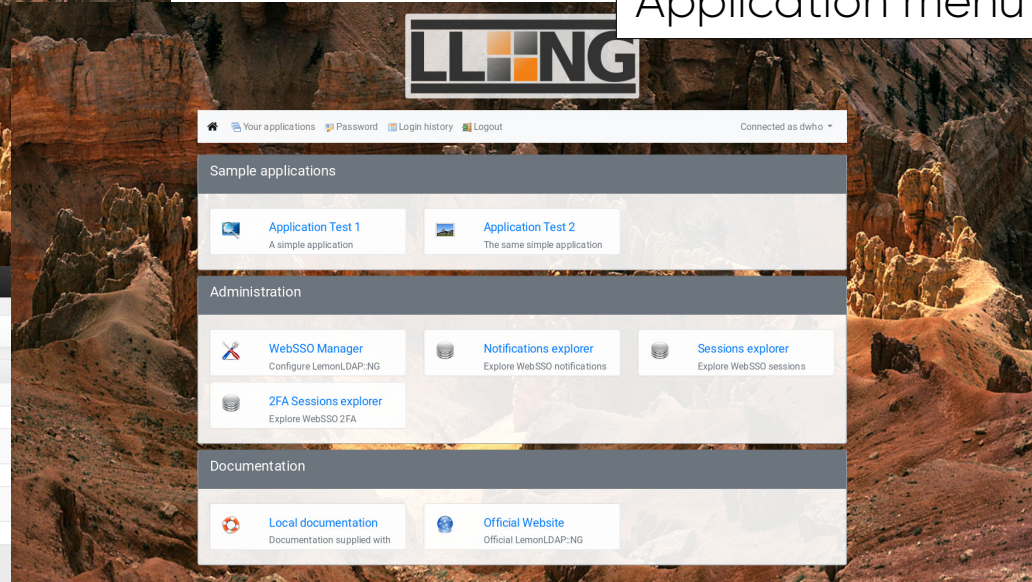 Application menu
LL::NG
Your applications Password Login history Logout Connected as dwho
Sample applications
Application Test 1
A simple application
Application Test 2
The same simple application
Administration
WebSSO Manager
Configure LemonLDAP::NG
Notifications explorer
Explore WebSSO notifications
Sessions explorer
Explore WebSSO sessions
2FA Sessions explorer
Explore WebSSO 2FA
Documentation
Local documentation
Documentation supplied with
Official Website
Official LemonLDAP::NG